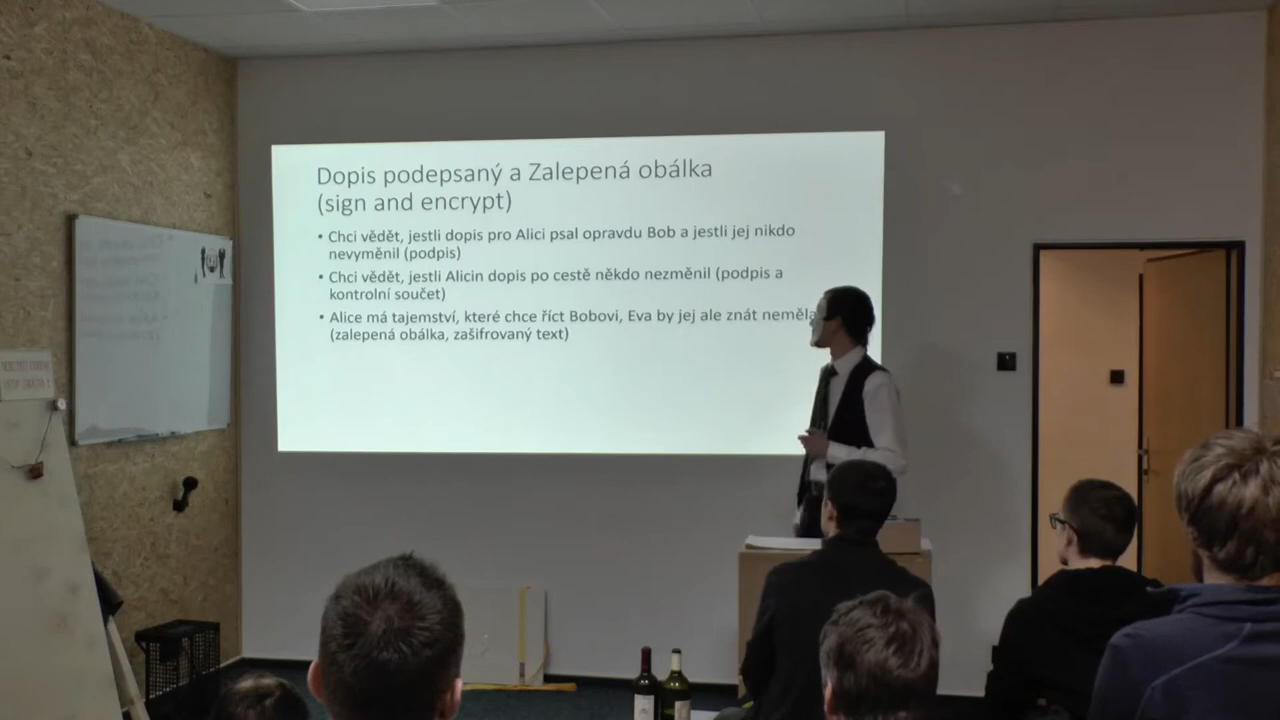 Dopis podepsaný a Zalepená obálka
(sign and encrypt)
• Chci vědět, jestli dopis pro Alici psal opravdu Bob a jestli jej nikdo
nevyměnil (podpis)
• Chci vědět, jestli Alicin dopis po cestě někdo nezměnil (podpis a
kontrolní součet)
• Alice má tajemství, které chce říct Bobovi, Eva by jej ale znát neměla
(zalepená obálka, zašifrovaný text)